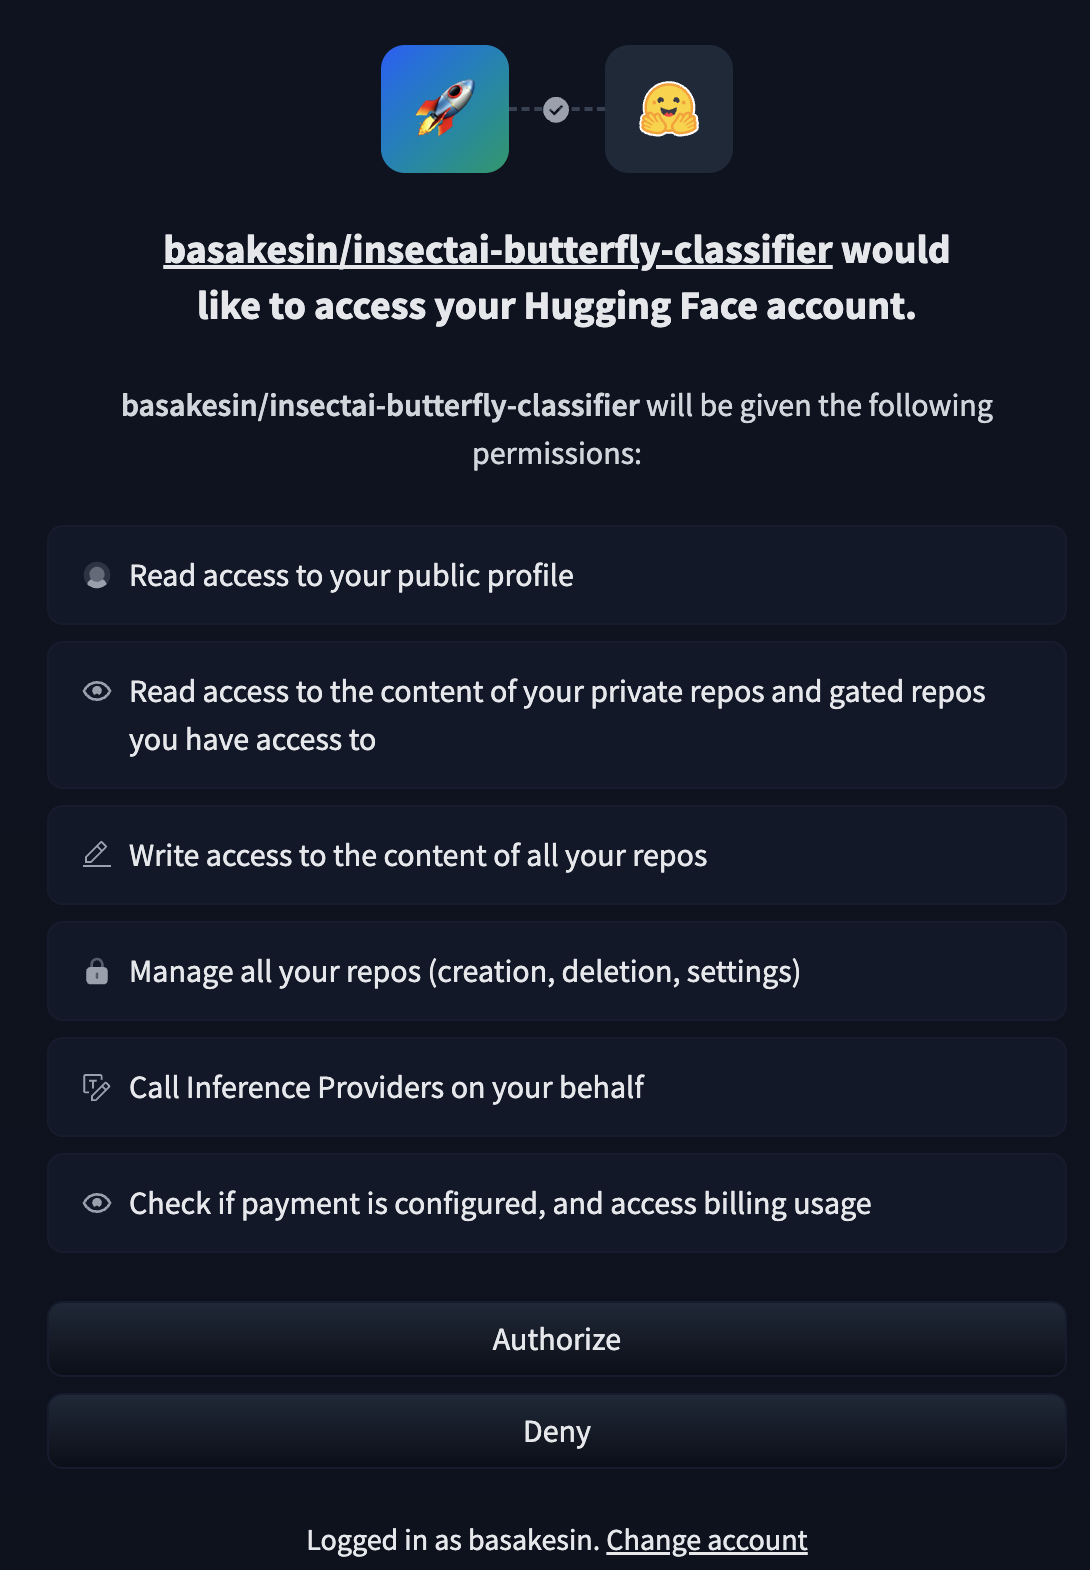 basakesin/insectai-butterfly-classifier would
like to access your Hugging Face account.
basakesin/insectai-butterfly-classifier will be given the following
permissions:
Read access to your public profile
Read access to the content of your private repos and gated repos
you have access to
Write access to the content of all your repos
Manage all your repos (creation, deletion, settings)
Call Inference Providers on your behalf
Check if payment is configured, and access billing usage
Authorize
Deny
Logged in as basakesin. Change account